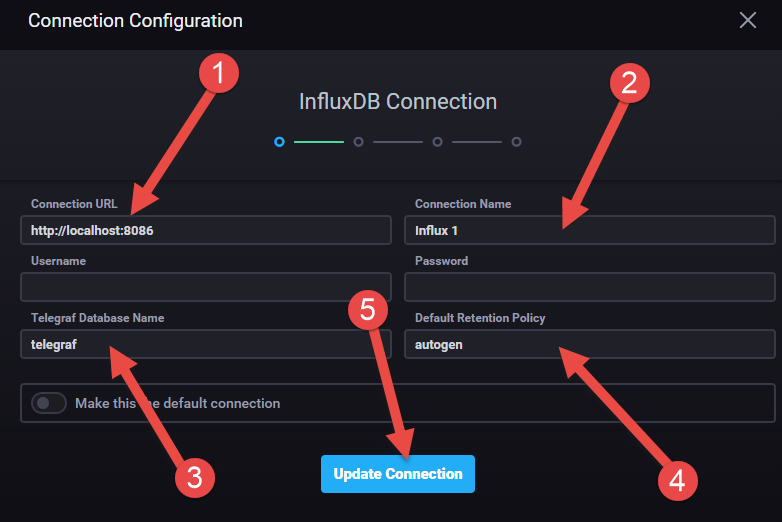 Connection Configuration
1
2
InfluxDB Connection
Connection URL
Connection Name
http://localhost:8086
Influx 1
Username
Password
5
Telegraf Database Name
Default Retention Policy
telegraf
autogen
Make this the default connection
3
Update Connection
4